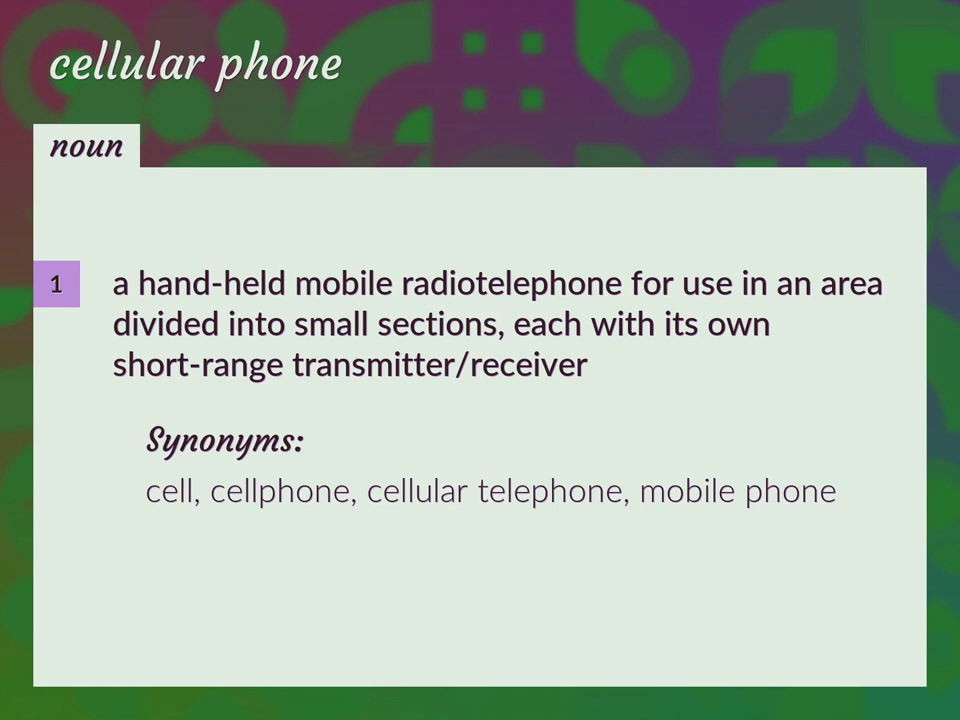 cellular phone
noun
1
a hand-held mobile radiotelephone for use in an area
divided into small sections, each with its own
short-range transmitter/receiver
Synonyms:
cell, cellphone, cellular telephone, mobile phone